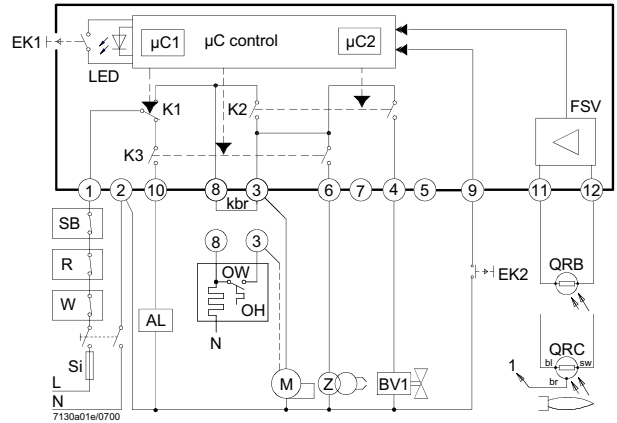 EK1
µC1
µC control
µC2
LED
FSV
K1
K2
K3
1
2
10
8
3
6
7
4
5
9
11
12
kbr
SB
R
W
Si
L
N
8
3
OW
OH
N
AL
M
Z
BV1
EK2
QRB
QRC
bl
sw
br
1
7130a01e/0700